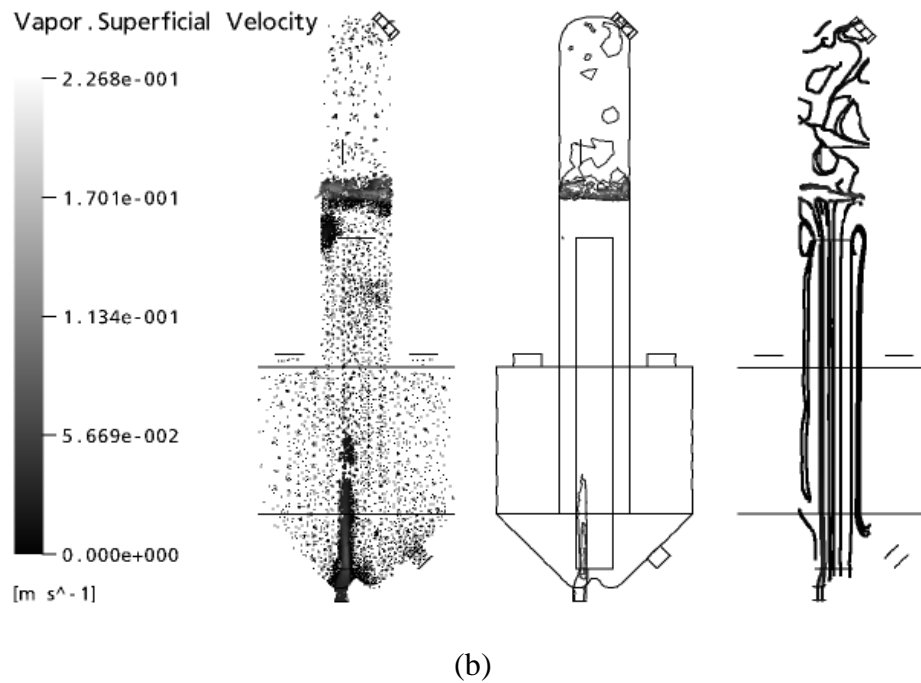 Vapor.Superficial Velocity
2.268e-001
1.701e-001
1.134e-001
5.669e-002
0.000e+000
[m s^-1]
(b)